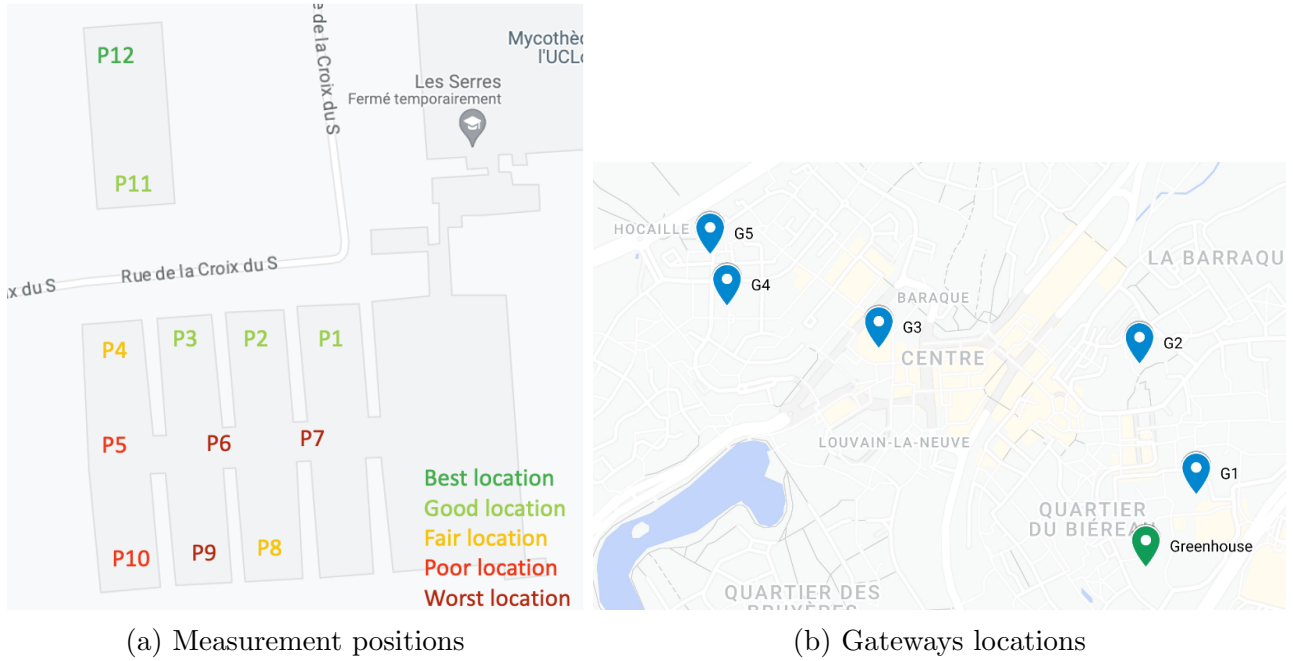 P12
P11
Mycothèc
l'UCLo
Les Serres
Fermé temporairement
e de la Croix du S
Rue de la Croix du S
ix du S
P4
P3
P2
P1
P5
P6
P7
P10
P9
P8
Best location
Good location
Fair location
Poor location
Worst location
(a) Measurement positions
HOCAILLE
G5
G4
BARAQUE
G3
CENTRE
LA BARRAQU
G2
LOUVAIN-LA-NEUVE
G1
QUARTIER
DU BIÉREAU
Greenhouse
QUARTIER DES
BRUYÈRES
(b) Gateways locations